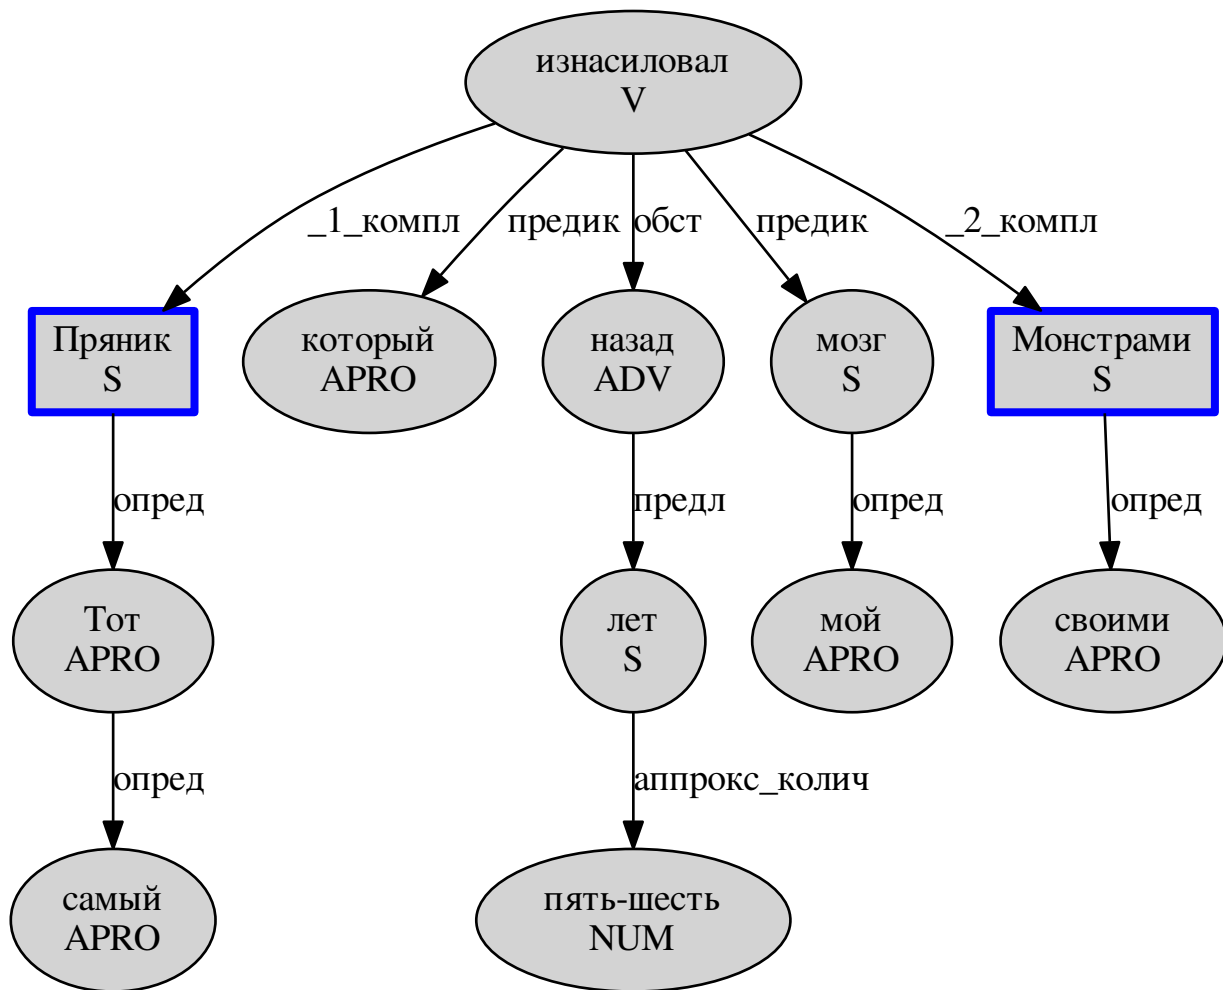 изнасиловал
V
_1_компл
предик
обст
предик
_2_компл
Пряник
S
который
APRO
назад
ADV
мозг
S
Монстрами
S
опред
предл
опред
опред
Тот
APRO
лет
S
мой
APRO
своими
APRO
опред
аппрокс_колич
самый
APRO
пять-шесть
NUM